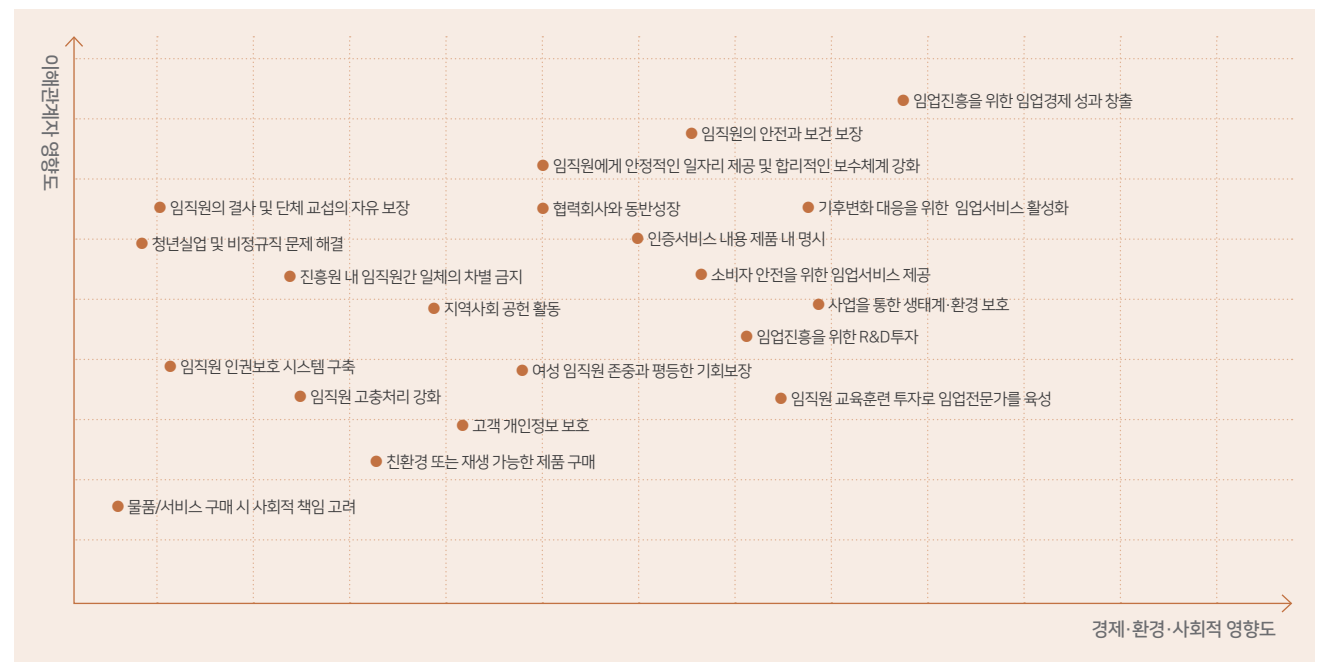 이해관계자 영향도
임업진흥을 위한 임업경제 성과 창출
임직원의 안전과 보건 보장
임직원에게 안정적인 일자리 제공 및 합리적인 보수체계 강화
임직원의 결사 및 단체 교섭의 자유 보장
협력회사와 동반성장
기후변화 대응을 위한 임업서비스 활성화
청년실업 및 비정규직 문제 해결
인증서비스 내용 제품 내 명시
진흥원 내 임직원간 일체의 차별 금지
소비자 안전을 위한 임업서비스 제공
지역사회 공헌 활동
사업을 통한 생태계·환경 보호
임업진흥을 위한 R&D투자
임직원 인권보호 시스템 구축
여성 임직원 존중과 평등한 기회보장
임직원 고충처리 강화
임직원 교육훈련 투자로 임업전문가를 육성
고객 개인정보 보호
친환경 또는 재생 가능한 제품 구매
물품/서비스 구매 시 사회적 책임 고려
경제·환경·사회적 영향도